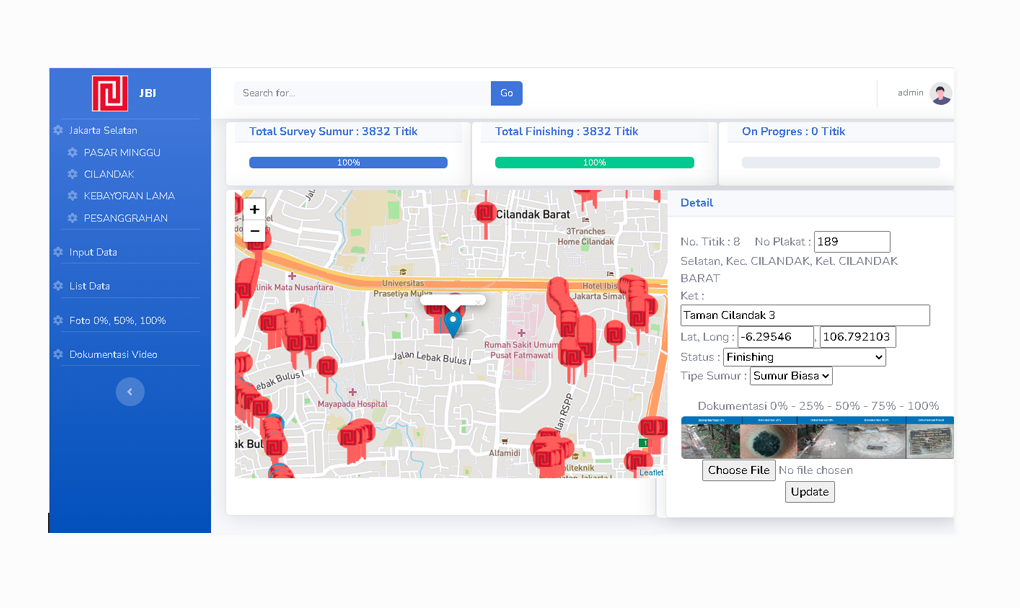 JBI
Search for...
Go
admin
Jakarta Selatan
PASAR MINGGU
CILANDAK
KEBAYORAN LAMA
PESANGGRAHAN
Input Data
List Data
Foto 0%, 50%, 100%
Dokumentasi Video
Total Survey Sumur : 3832 Titik
100%
Total Finishing : 3832 Titik
100%
On Progres : 0 Titik
+
−
Cilandak Barat
3Tranches
Home Cilandak
Universitas
Prasetiya Mulya
Hotel Ibis
Jakarta Simat
linik Mata Nusantara
Jalan Lebak Bulus I
Rumah Sakit Umum
Pusat Fatmawati
ebak Bulus I
Mayapada Hospital
lan RSPP
ak Bul
Alfamidi
liteknik
Leaflet
Detail
No. Titik : 8 No Plakat : 189
Selatan, Kec. CILANDAK, Kel. CILANDAK
BARAT
Ket :
Taman Cilandak 3
Lat, Long : -6.29546 , 106.792103
Status : Finishing
Tipe Sumur : Sumur Biasa
Dokumentasi 0% - 25% - 50% - 75% - 100%
Choose File No file chosen
Update